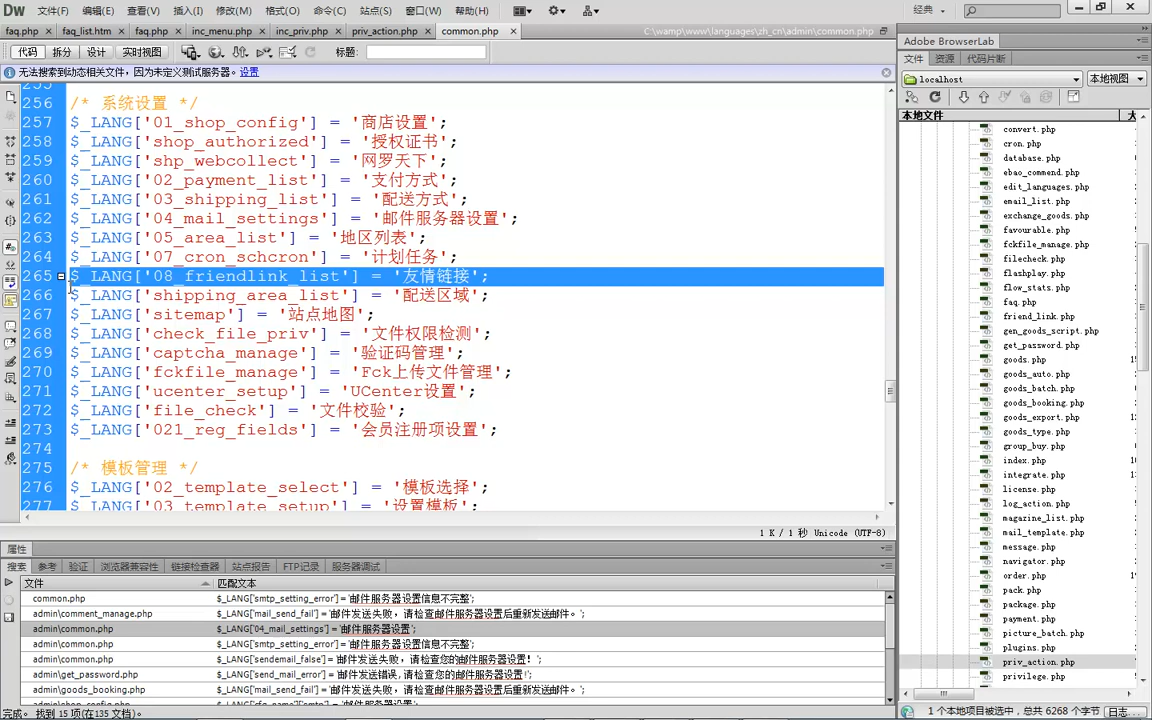 Dw 文件(F) 编辑(E) 查看(V) 插入(I) 修改(M) 格式(O) 命令(C) 站点(S) 窗口(W) 帮助(H) 经典
faq.php × faq_list.htm × faq.php × inc_menu.php × inc_priv.php × priv_action.php × common.php × C:\wamp\www\languages\zh_cn\admin\common.php
代码 拆分 设计 实时视图 标题:
无法搜索到动态相关文件，因为未定义测试服务器。设置
255
256 /* 系统设置 */
257 $_LANG['01_shop_config'] = '商店设置';
258 $_LANG['shop_authorized'] = '授权证书';
259 $_LANG['shp_webcollect'] = '网罗天下';
260 $_LANG['02_payment_list'] = '支付方式';
261 $_LANG['03_shipping_list'] = '配送方式';
262 $_LANG['04_mail_settings'] = '邮件服务器设置';
263 $_LANG['05_area_list'] = '地区列表';
264 $_LANG['07_cron_schcron'] = '计划任务';
265 $_LANG['08_friendlink_list'] = '友情链接';
266 $_LANG['shipping_area_list'] = '配送区域';
267 $_LANG['sitemap'] = '站点地图';
268 $_LANG['check_file_priv'] = '文件权限检测';
269 $_LANG['captcha_manage'] = '验证码管理';
270 $_LANG['fckfile_manage'] = 'Fck上传文件管理';
271 $_LANG['ucenter_setup'] = 'UCenter设置';
272 $_LANG['file_check'] = '文件校验';
273 $_LANG['021_reg_fields'] = '会员注册项设置';
274
275 /* 模板管理 */
276 $_LANG['02_template_select'] = '模板选择';
277 $_LANG['03_template_setup'] = '设置模板';
1 K / 1 秒 Unicode (UTF-8)
属性
搜索 参考 验证 浏览器兼容性 链接检查器 站点报告 FTP记录 服务器调试
文件 匹配文本
common.php $_LANG['smtp_setting_error'] = '邮件服务器设置信息不完整';
admin\comment_manage.php $_LANG['mail_send_fail'] = '邮件发送失败，请检查邮件服务器设置后重新发送邮件。';
admin\common.php $_LANG['04_mail_settings'] = '邮件服务器设置';
admin\common.php $_LANG['smtp_setting_error'] = '邮件服务器设置信息不完整';
admin\common.php $_LANG['sendemail_false'] = '邮件发送失败，请检查您的邮件服务器设置！';
admin\get_password.php $_LANG['send_mail_error'] = '邮件发送错误,请检查您的邮件服务器设置!';
admin\goods_booking.php $_LANG['mail_send_fail'] = '邮件发送失败，请检查邮件服务器设置后重新发送邮件。';
完成。 找到 15 项(在135 文档)。
Adobe BrowserLab
文件 资源 代码片断
localhost 本地视图
本地文件 大
convert.php
cron.php
database.php
ebao_commend.php
edit_languages.php
email_list.php
exchange_goods.php
favourable.php
fckfile_manage.php
filecheck.php
flashplay.php
flow_stats.php
faq.php
friend_link.php
gen_goods_script.php
get_password.php
goods.php
goods_auto.php
goods_batch.php
goods_booking.php
goods_export.php
goods_type.php
group_buy.php
index.php
integrate.php
license.php
log_action.php
magazine_list.php
mail_template.php
message.php
navigator.php
order.php
pack.php
package.php
payment.php
picture_batch.php
plugins.php
priv_action.php
privilege.php
1 个本地项目被选中，总共 6268 个字节 日志...